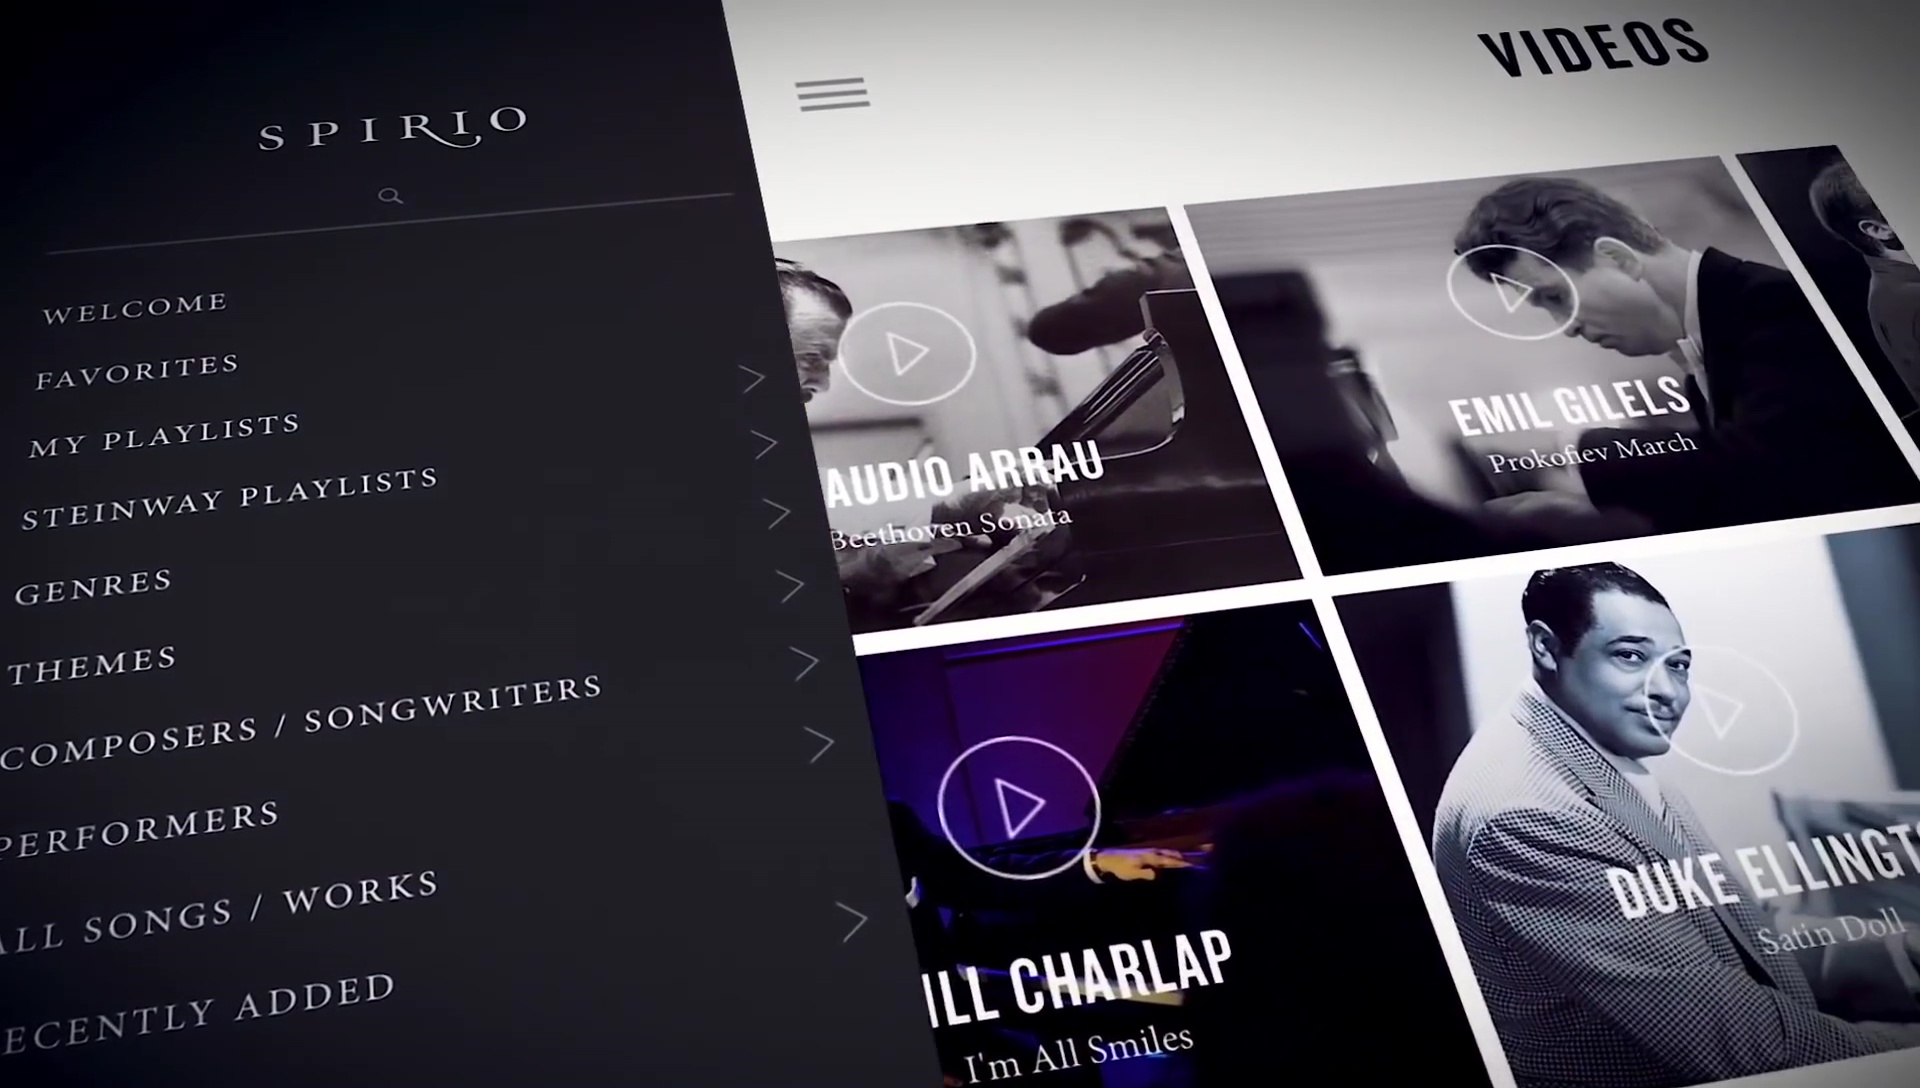 SPIRIO
WELCOME
FAVORITES
MY PLAYLISTS
STEINWAY PLAYLISTS
GENRES
THEMES
COMPOSERS / SONGWRITERS
PERFORMERS
ALL SONGS / WORKS
ECENTLY ADDED
VIDEOS
AUDIO ARRAU
Beethoven Sonata
EMIL GILELS
Prokofiev March
ILL CHARLAP
I'm All Smiles
DUKE ELLINGT
Satin Doll